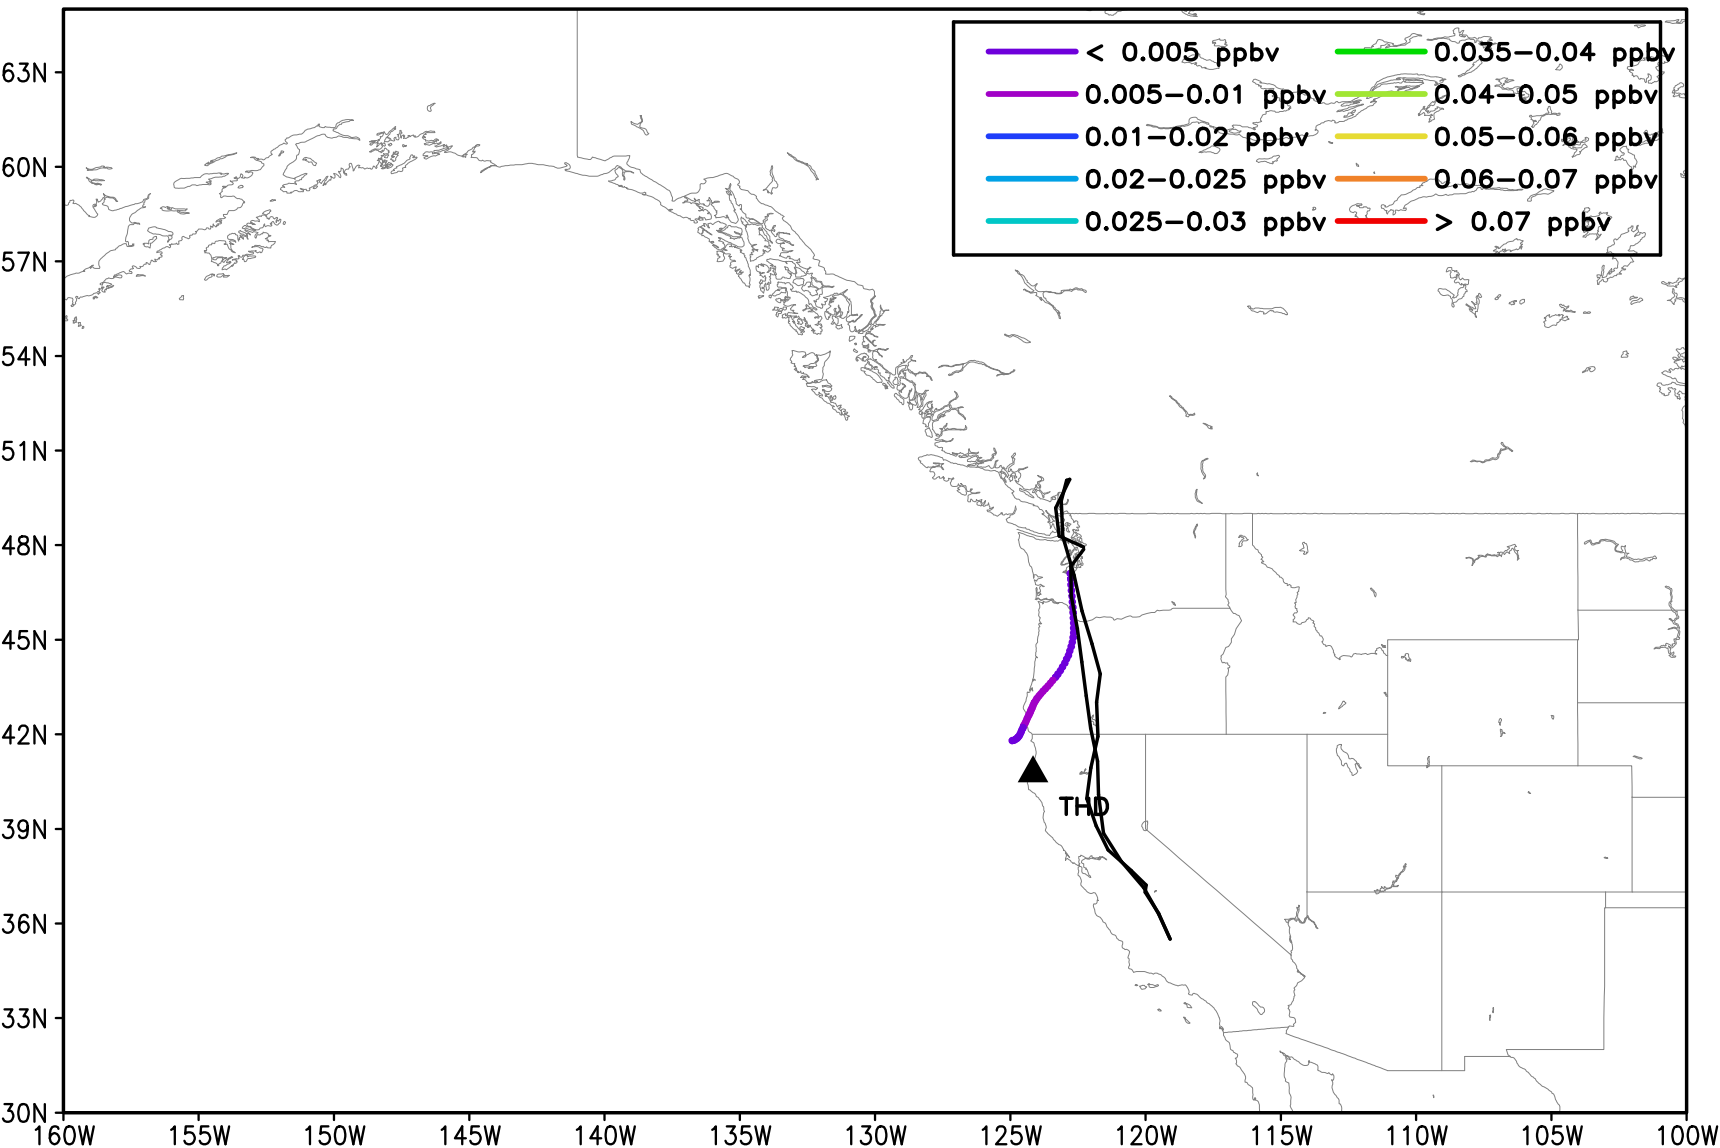 63N
60N
57N
54N
51N
48N
45N
42N
39N
36N
33N
30N
< 0.005 ppbv
0.005–0.01 ppbv
0.01–0.02 ppbv
0.02–0.025 ppbv
0.025–0.03 ppbv
0.035–0.04 ppbv
0.04–0.05 ppbv
0.05–0.06 ppbv
0.06–0.07 ppbv
> 0.07 ppbv
THD
160W 155W 150W 145W 140W 135W 130W 125W 120W 115W 110W 105W 100W